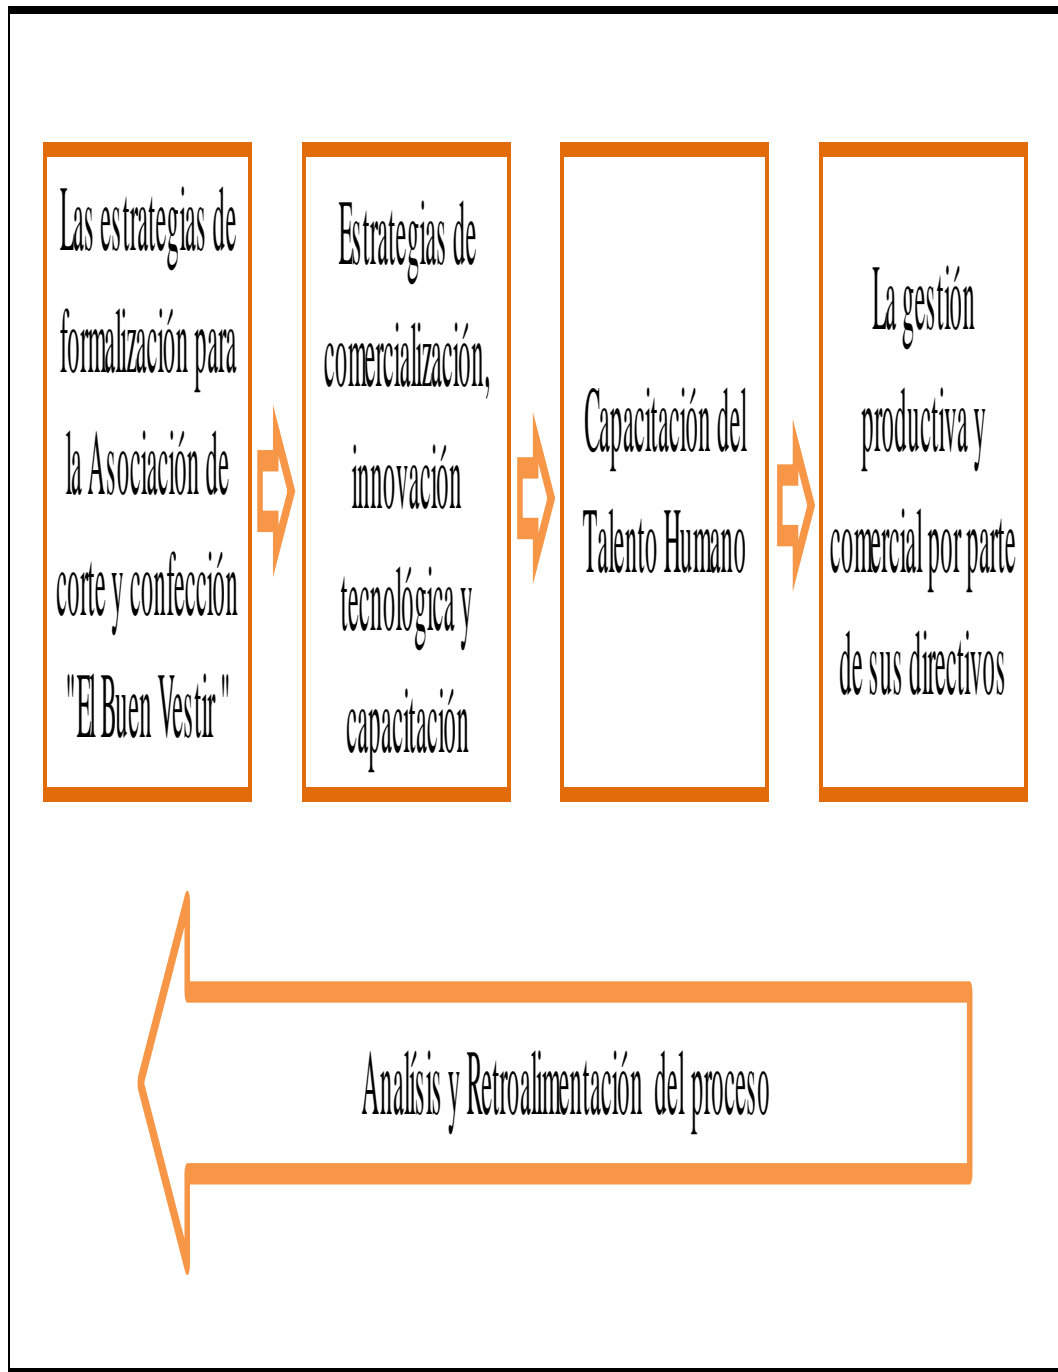 Las estrategias de
formalización para
la Asociación de
corte y confección
"El Buen Vestir"
Estrategias de
comercialización,
innovación
tecnológica y
capacitación
Capacitación del
Talento Humano
La gestión
productiva y
comercial por parte
de sus directivos
Analísis y Retroalimentación del proceso